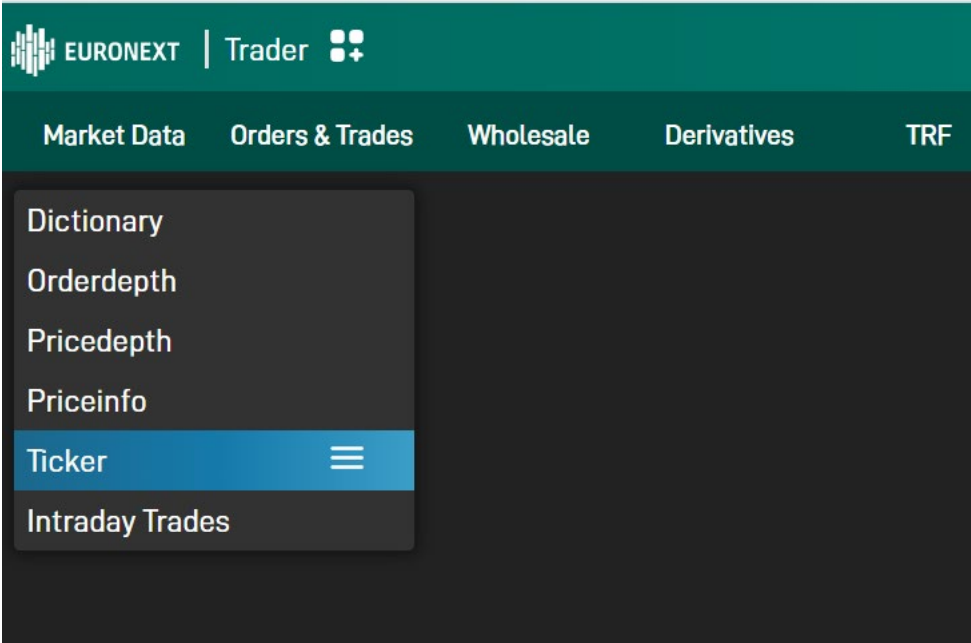 EURONEXT | Trader
Market Data Orders & Trades Wholesale Derivatives TRF
Dictionary
Orderdepth
Pricedepth
Priceinfo
Ticker
Intraday Trades